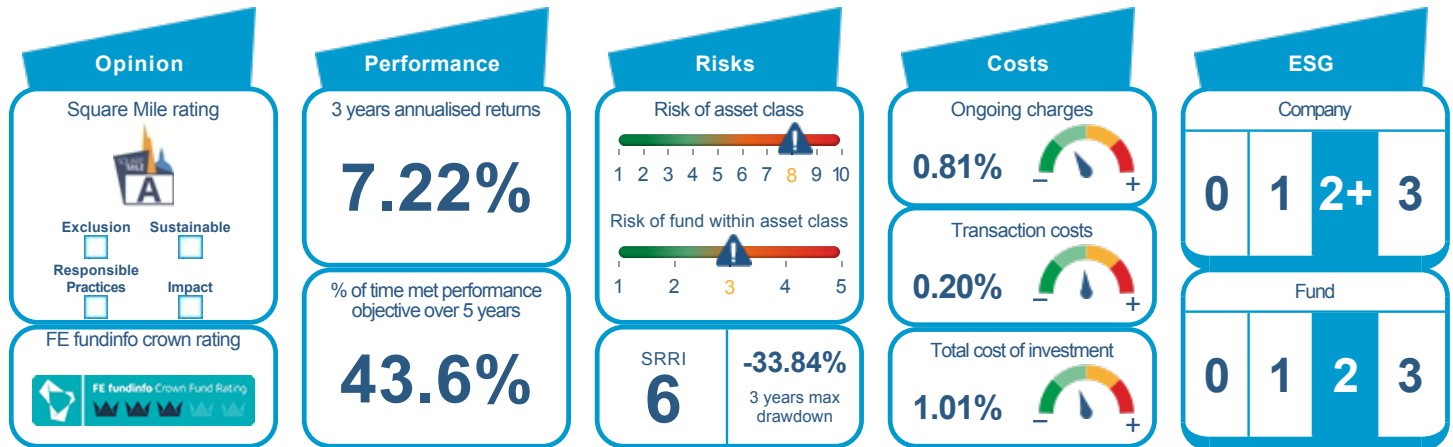 Opinion
Square Mile rating
SQUARE
MILE
A
Exclusion
Sustainable
Responsible
Practices
Impact
FE fundinfo crown rating
FE fundinfo Crown Fund Rating
Performance
3 years annualised returns
7.22%
% of time met performance
objective over 5 years
43.6%
Risks
Risk of asset class
1 2 3 4 5 6 7 8 9 10
Risk of fund within asset class
1 2 3 4 5
SRRI
6
-33.84%
3 years max
drawdown
Costs
Ongoing charges
0.81%
− +
Transaction costs
0.20%
− +
Total cost of investment
1.01%
− +
ESG
Company
0 1 2+ 3
Fund
0 1 2 3